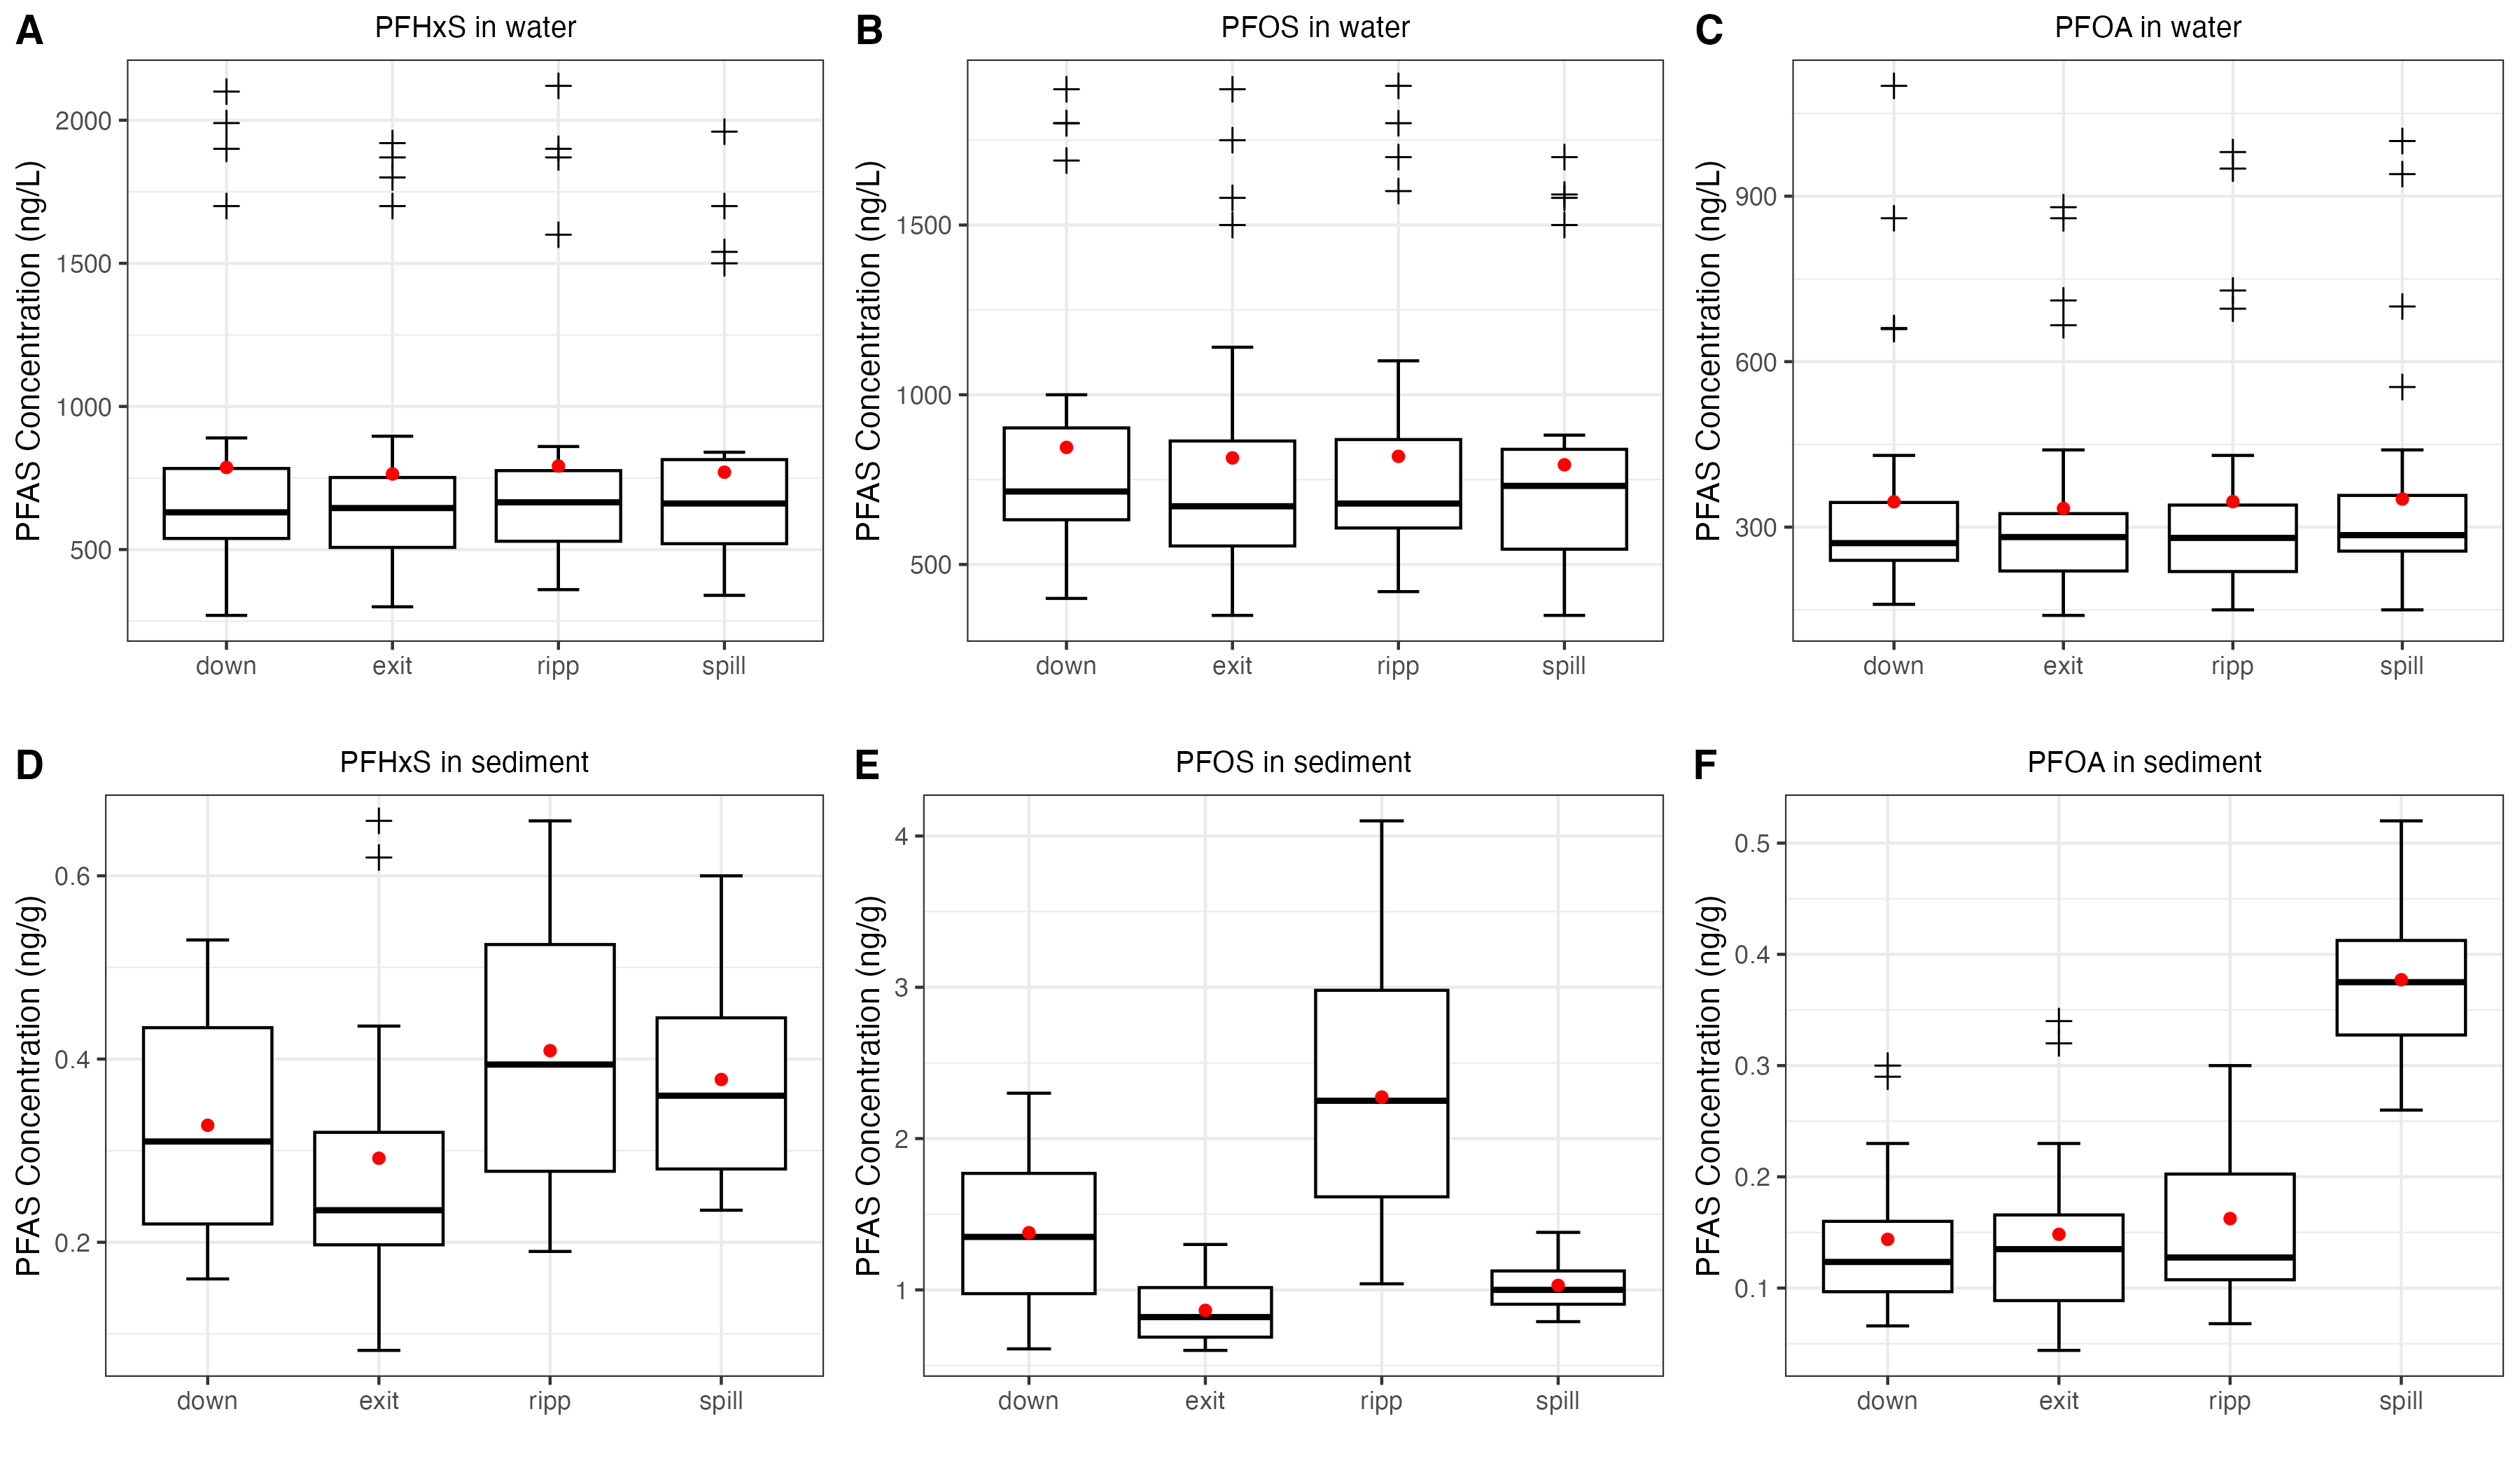 A
PFHxS in water
PFAS Concentration (ng/L)
2000
1500
1000
500
down exit ripp spill
B
PFOS in water
PFAS Concentration (ng/L)
1500
1000
500
down exit ripp spill
C
PFOA in water
PFAS Concentration (ng/L)
900
600
300
down exit ripp spill
D
PFHxS in sediment
PFAS Concentration (ng/g)
0.6
0.4
0.2
down exit ripp spill
E
PFOS in sediment
PFAS Concentration (ng/g)
4
3
2
1
down exit ripp spill
F
PFOA in sediment
PFAS Concentration (ng/g)
0.5
0.4
0.3
0.2
0.1
down exit ripp spill